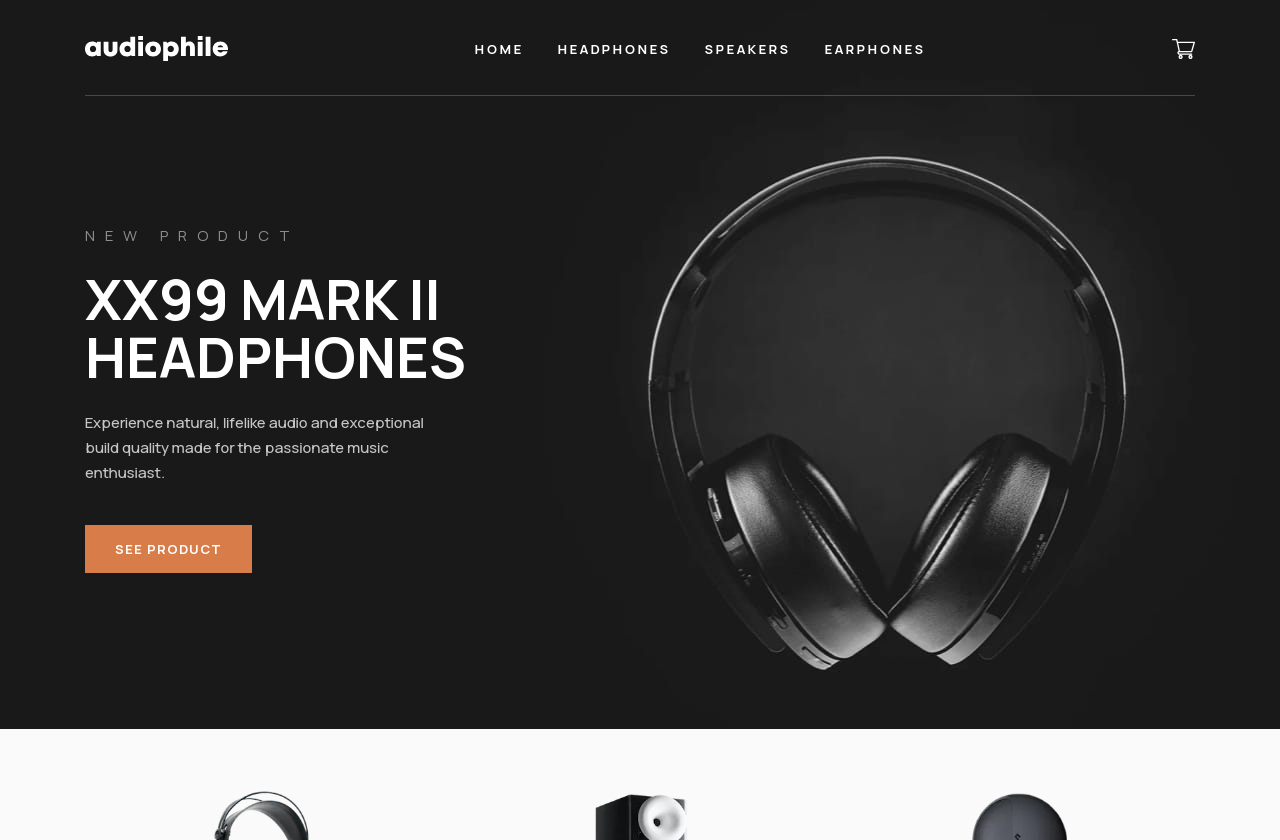 audiophile
HOME HEADPHONES SPEAKERS EARPHONES
NEW PRODUCT
XX99 MARK II
HEADPHONES
Experience natural, lifelike audio and exceptional
build quality made for the passionate music
enthusiast.
SEE PRODUCT